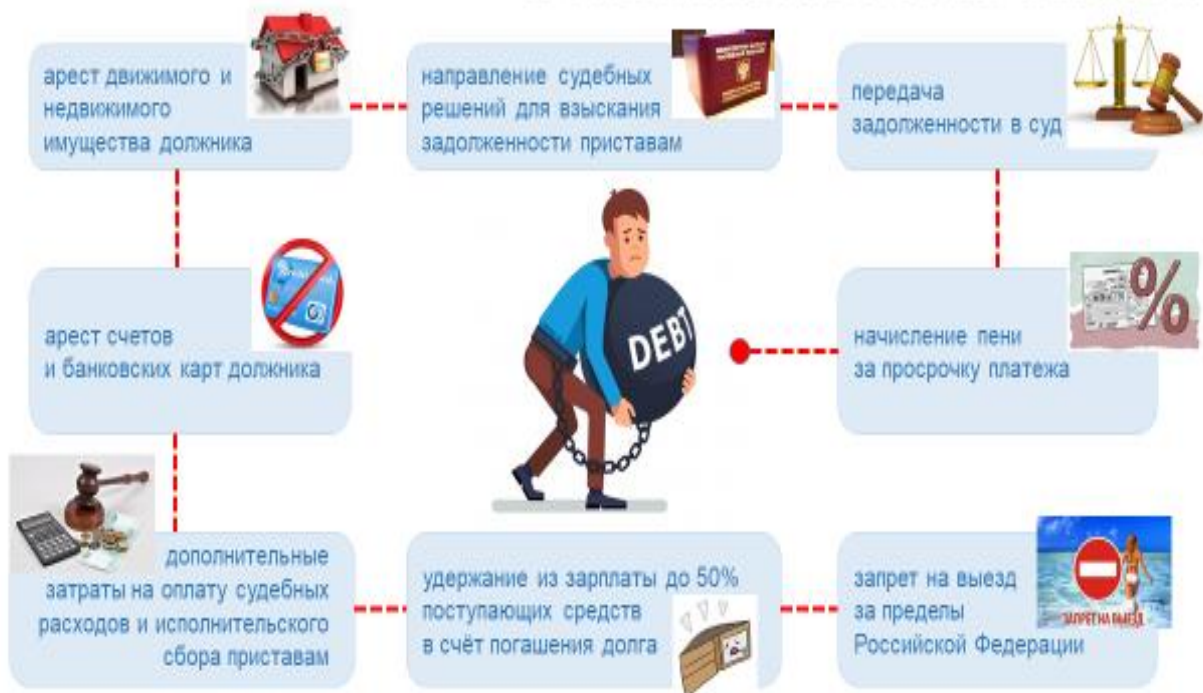 арест движимого и
недвижимого
имущества должника
направление судебных
решений для взыскания
задолженности приставам
передача
задолженности в суд
арест счетов
и банковских карт должника
DEBT
начисление пени
за просрочку платежа
%
дополнительные
затраты на оплату судебных
расходов и исполнительского
сбора приставам
удержание из зарплаты до 50%
поступающих средств
в счёт погашения долга
запрет на выезд
за пределы
Российской Федерации
ЗАПРЕТ НА ВЫЕЗД